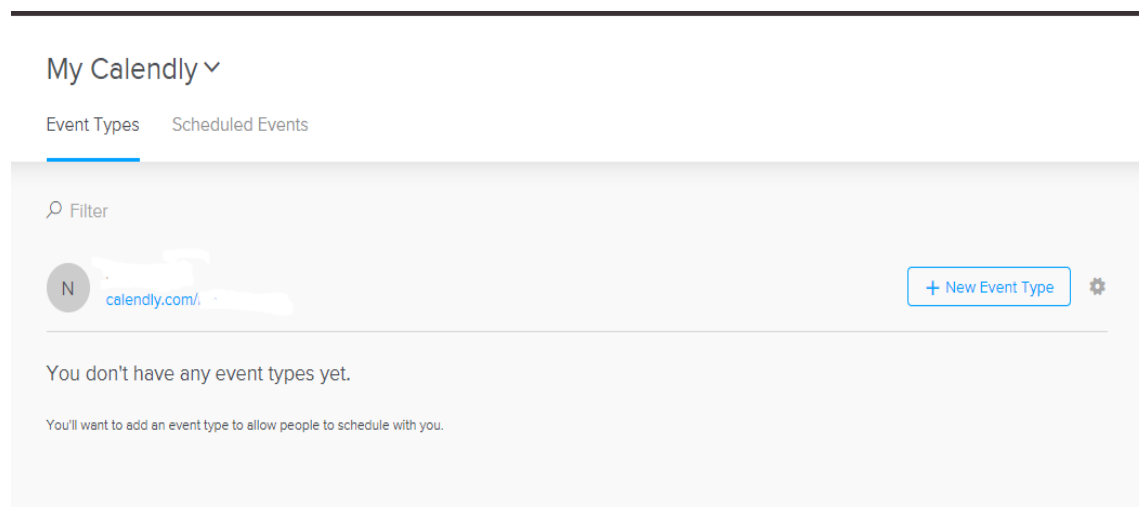 My Calendly
Event Types Scheduled Events
Filter
N
calendly.com/
+ New Event Type
You don't have any event types yet.
You'll want to add an event type to allow people to schedule with you.